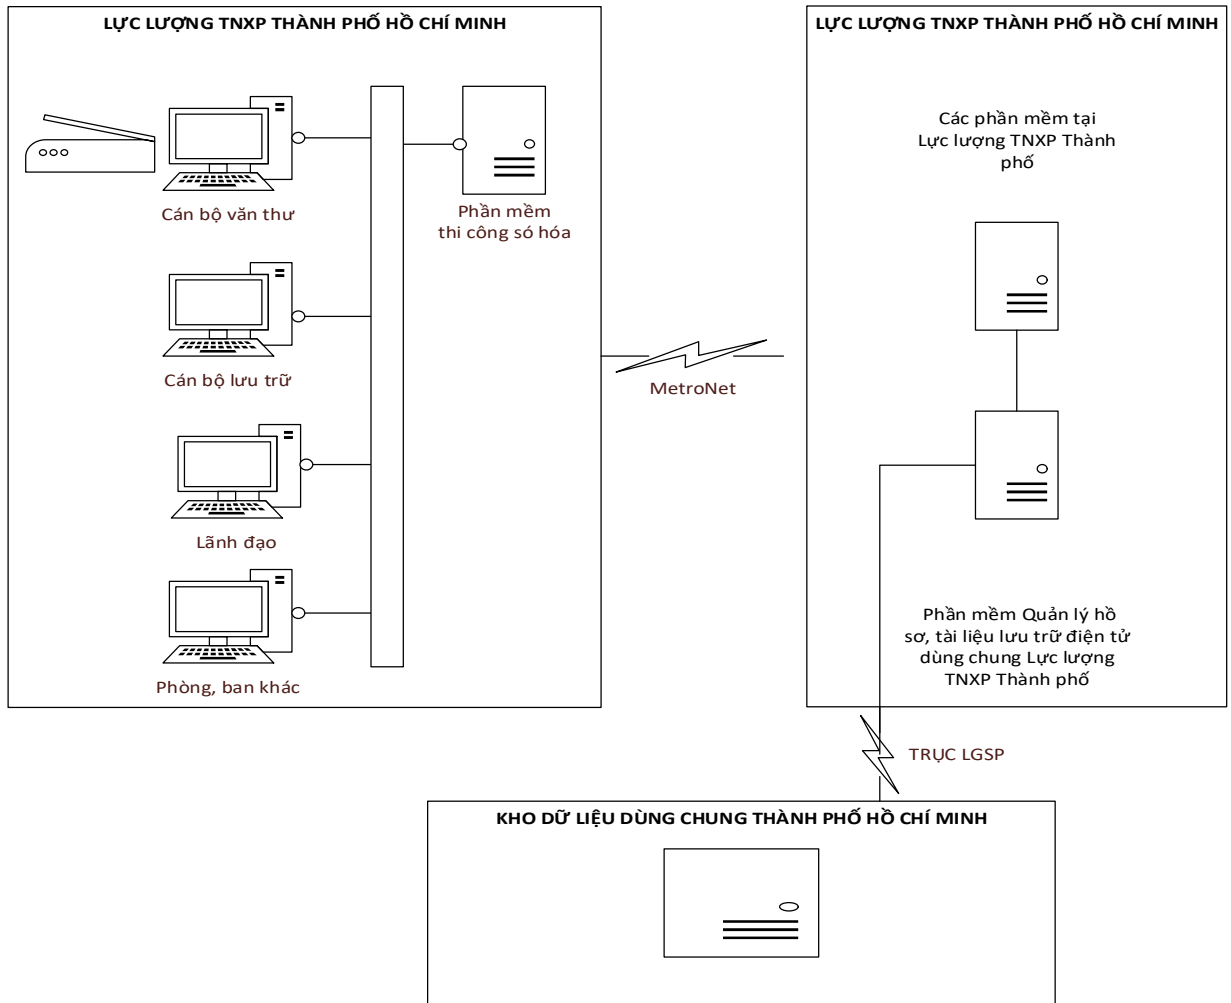 LỰC LƯỢNG TNXP THÀNH PHỐ HỒ CHÍ MINH
Cán bộ văn thư
Phần mềm
thi công só hóa
Cán bộ lưu trữ
Lãnh đạo
Phòng, ban khác
MetroNet
LỰC LƯỢNG TNXP THÀNH PHỐ HỒ CHÍ MINH
Các phần mềm tại
Lực lượng TNXP Thành
phố
Phần mềm Quản lý hồ
sơ, tài liệu lưu trữ điện tử
dùng chung Lực lượng
TNXP Thành phố
TRỤC LGSP
KHO DỮ LIỆU DÙNG CHUNG THÀNH PHỐ HỒ CHÍ MINH